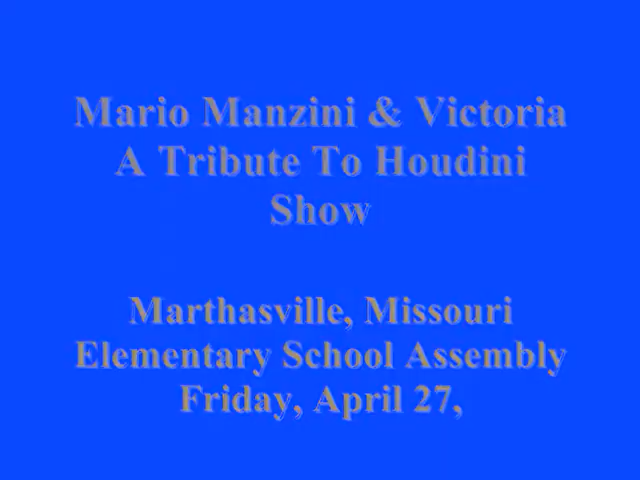 Mario Manzini & Victoria
A Tribute To Houdini
Show
Marthasville, Missouri
Elementary School Assembly
Friday, April 27,